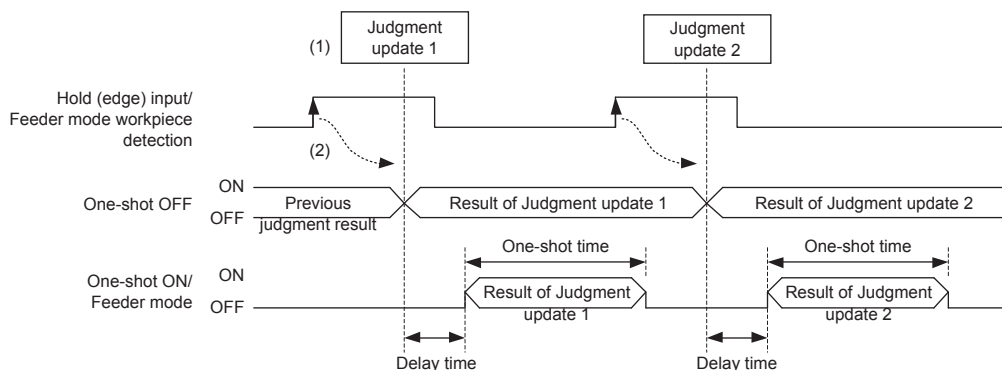 (1)
Judgment
update 1
Judgment
update 2
Hold (edge) input/
Feeder mode workpiece
detection
(2)
One-shot OFF
ON
OFF
Previous
judgment result
Result of Judgment update 1
Result of Judgment update 2
One-shot time
One-shot time
One-shot ON/
Feeder mode
ON
OFF
Result of Judgment
update 1
Result of Judgment
update 2
Delay time
Delay time